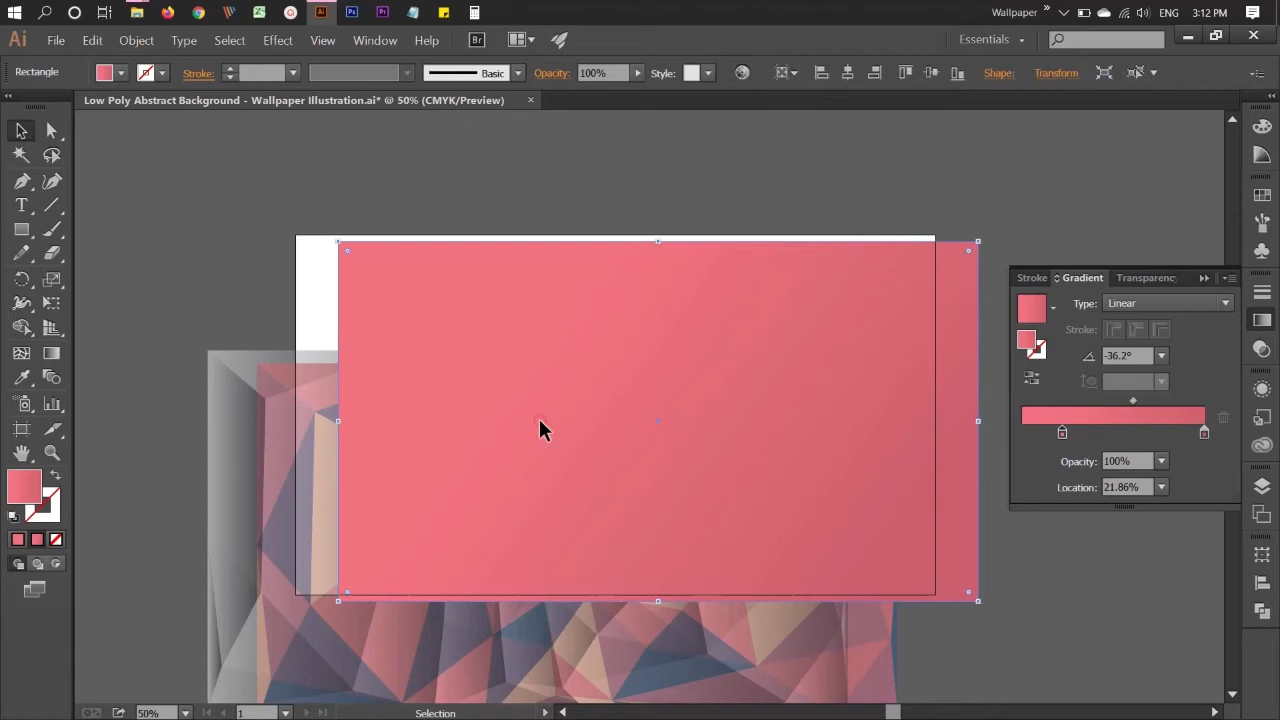 Wallpaper » ENG 3:12 PM
Ai File Edit Object Type Select Effect View Window Help Br Essentials
Rectangle Stroke: Basic Opacity: 100% Style: Shape: Transform
Low Poly Abstract Background - Wallpaper Illustration.ai* @ 50% (CMYK/Preview) ×
Stroke Gradient Transparency
Type: Linear
Stroke:
-36.2°
Opacity: 100%
Location: 21.86%
50% 1 Selection